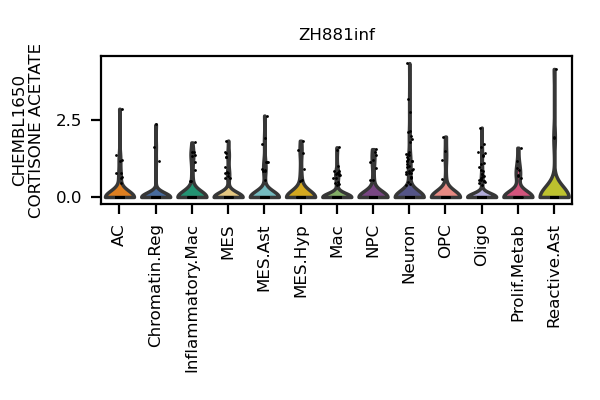 ZH881inf
CHEMBL1650
CORTISONE ACETATE
2.5
0.0
AC
Chromatin.Reg
Inflammatory.Mac
MES
MES.Ast
MES.Hyp
Mac
NPC
Neuron
OPC
Oligo
Prolif.Metab
Reactive.Ast